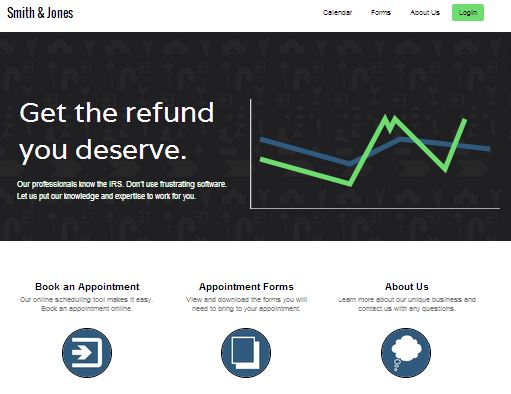 Smith & Jones
Calendar Forms About Us Login
Get the refund
you deserve.
Our professionals know the IRS. Don't use frustrating software.
Let us put our knowledge and expertise to work for you.
Book an Appointment
Our online scheduling tool makes it easy.
Book an appointment online.
Appointment Forms
View and download the forms you will
need to bring to your appointment.
About Us
Learn more about our unique business and
contact us with any questions.